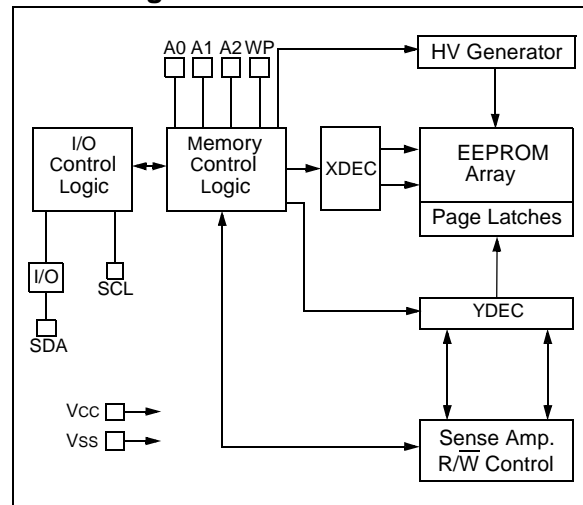 A0 A1 A2 WP
HV Generator
I/O
Control
Logic
Memory
Control
Logic
XDEC
EEPROM
Array
Page Latches
I/O
SCL
SDA
YDEC
Vcc
Vss
Sense Amp.
R/W̅ Control